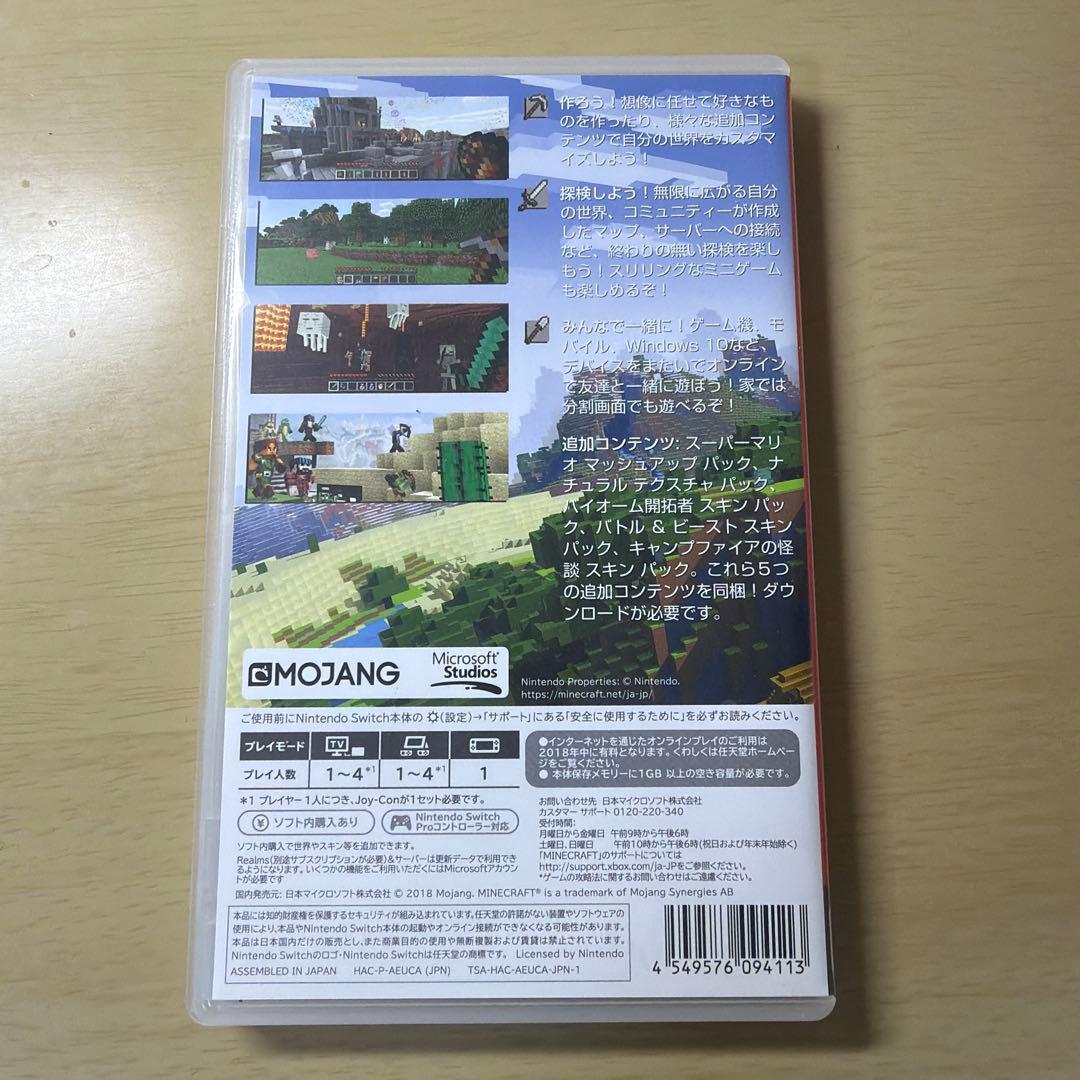 作ろう！想像に任せて好きなも
のを作ったり、様々な追加コン
テンツで自分の世界をカスタマ
イズしよう！
探検しよう！無限に広がる自分
の世界、コミュニティーが作成
したマップ、サーバーへの接続
など、終わりの無い探検を楽し
もう！スリリングなミニゲーム
も楽しめるぞ！
みんなで一緒に！ゲーム機、モ
バイル、Windows 10など、
デバイスをまたいでオンライン
で友達と一緒に遊ぼう！家では
分割画面でも遊べるぞ！
追加コンテンツ: スーパーマリ
オ マッシュアップ パック、ナ
チュラル テクスチャ パック、
バイオーム開拓者 スキン パッ
ク、バトル & ビースト スキン
パック、キャンプファイアの怪
談 スキン パック。これら5つ
の追加コンテンツを同梱！ダウ
ンロードが必要です。
MOJANG
Microsoft
Studios
Nintendo Properties: © Nintendo.
https://minecraft.net/ja-jp/
ご使用前にNintendo Switch本体の (設定)→「サポート」にある「安全に使用するために」を必ずお読みください。
プレイモード TV
プレイ人数 1～4*1 1～4*1 1
*1 プレイヤー1人につき、Joy-Conが1セット必要です。
¥ ソフト内購入あり
Nintendo Switch
Proコントローラー対応
ソフト内購入で世界やスキン等を追加できます。
Realms(別途サブスクリプションが必要)&サーバーは更新データで利用でき
るようになります。いくつかの機能をご利用いただくにはMicrosoftアカウン
トが必要です
●インターネットを通じたオンラインプレイのご利用は
2018年中に有料となります。くわしくは任天堂ホームペー
ジをご覧ください。
● 本体保存メモリーに1GB 以上の空き容量が必要です。
お問い合わせ先 日本マイクロソフト株式会社
カスタマー サポート 0120-220-340
受付時間:
月曜日から金曜日 午前9時から午後6時
土曜日、日曜日 午前10時から午後6時(祝日および年末年始除く)
「MINECRAFT」のサポートについては
http://support.xbox.com/ja-JPをご参照ください。
*ゲームの攻略法に関するお問い合わせはご遠慮ください。
国内発売元: 日本マイクロソフト株式会社 © 2018 Mojang. MINECRAFT® is a trademark of Mojang Synergies AB
本品には知的財産権を保護するセキュリティが組み込まれています。任天堂の許諾がない装置やソフトウェアの
使用により、本品やNintendo Switch本体の起動やオンライン接続ができなくなる可能性があります。
本品は日本国内だけの販売とし、また商業目的の使用や無断複製および賃貸は禁止されています。
Nintendo Switchのロゴ・Nintendo Switchは任天堂の商標です。 Licensed by Nintendo
ASSEMBLED IN JAPAN HAC-P-AEUCA (JPN) TSA-HAC-AEUCA-JPN-1
4 549576 094113